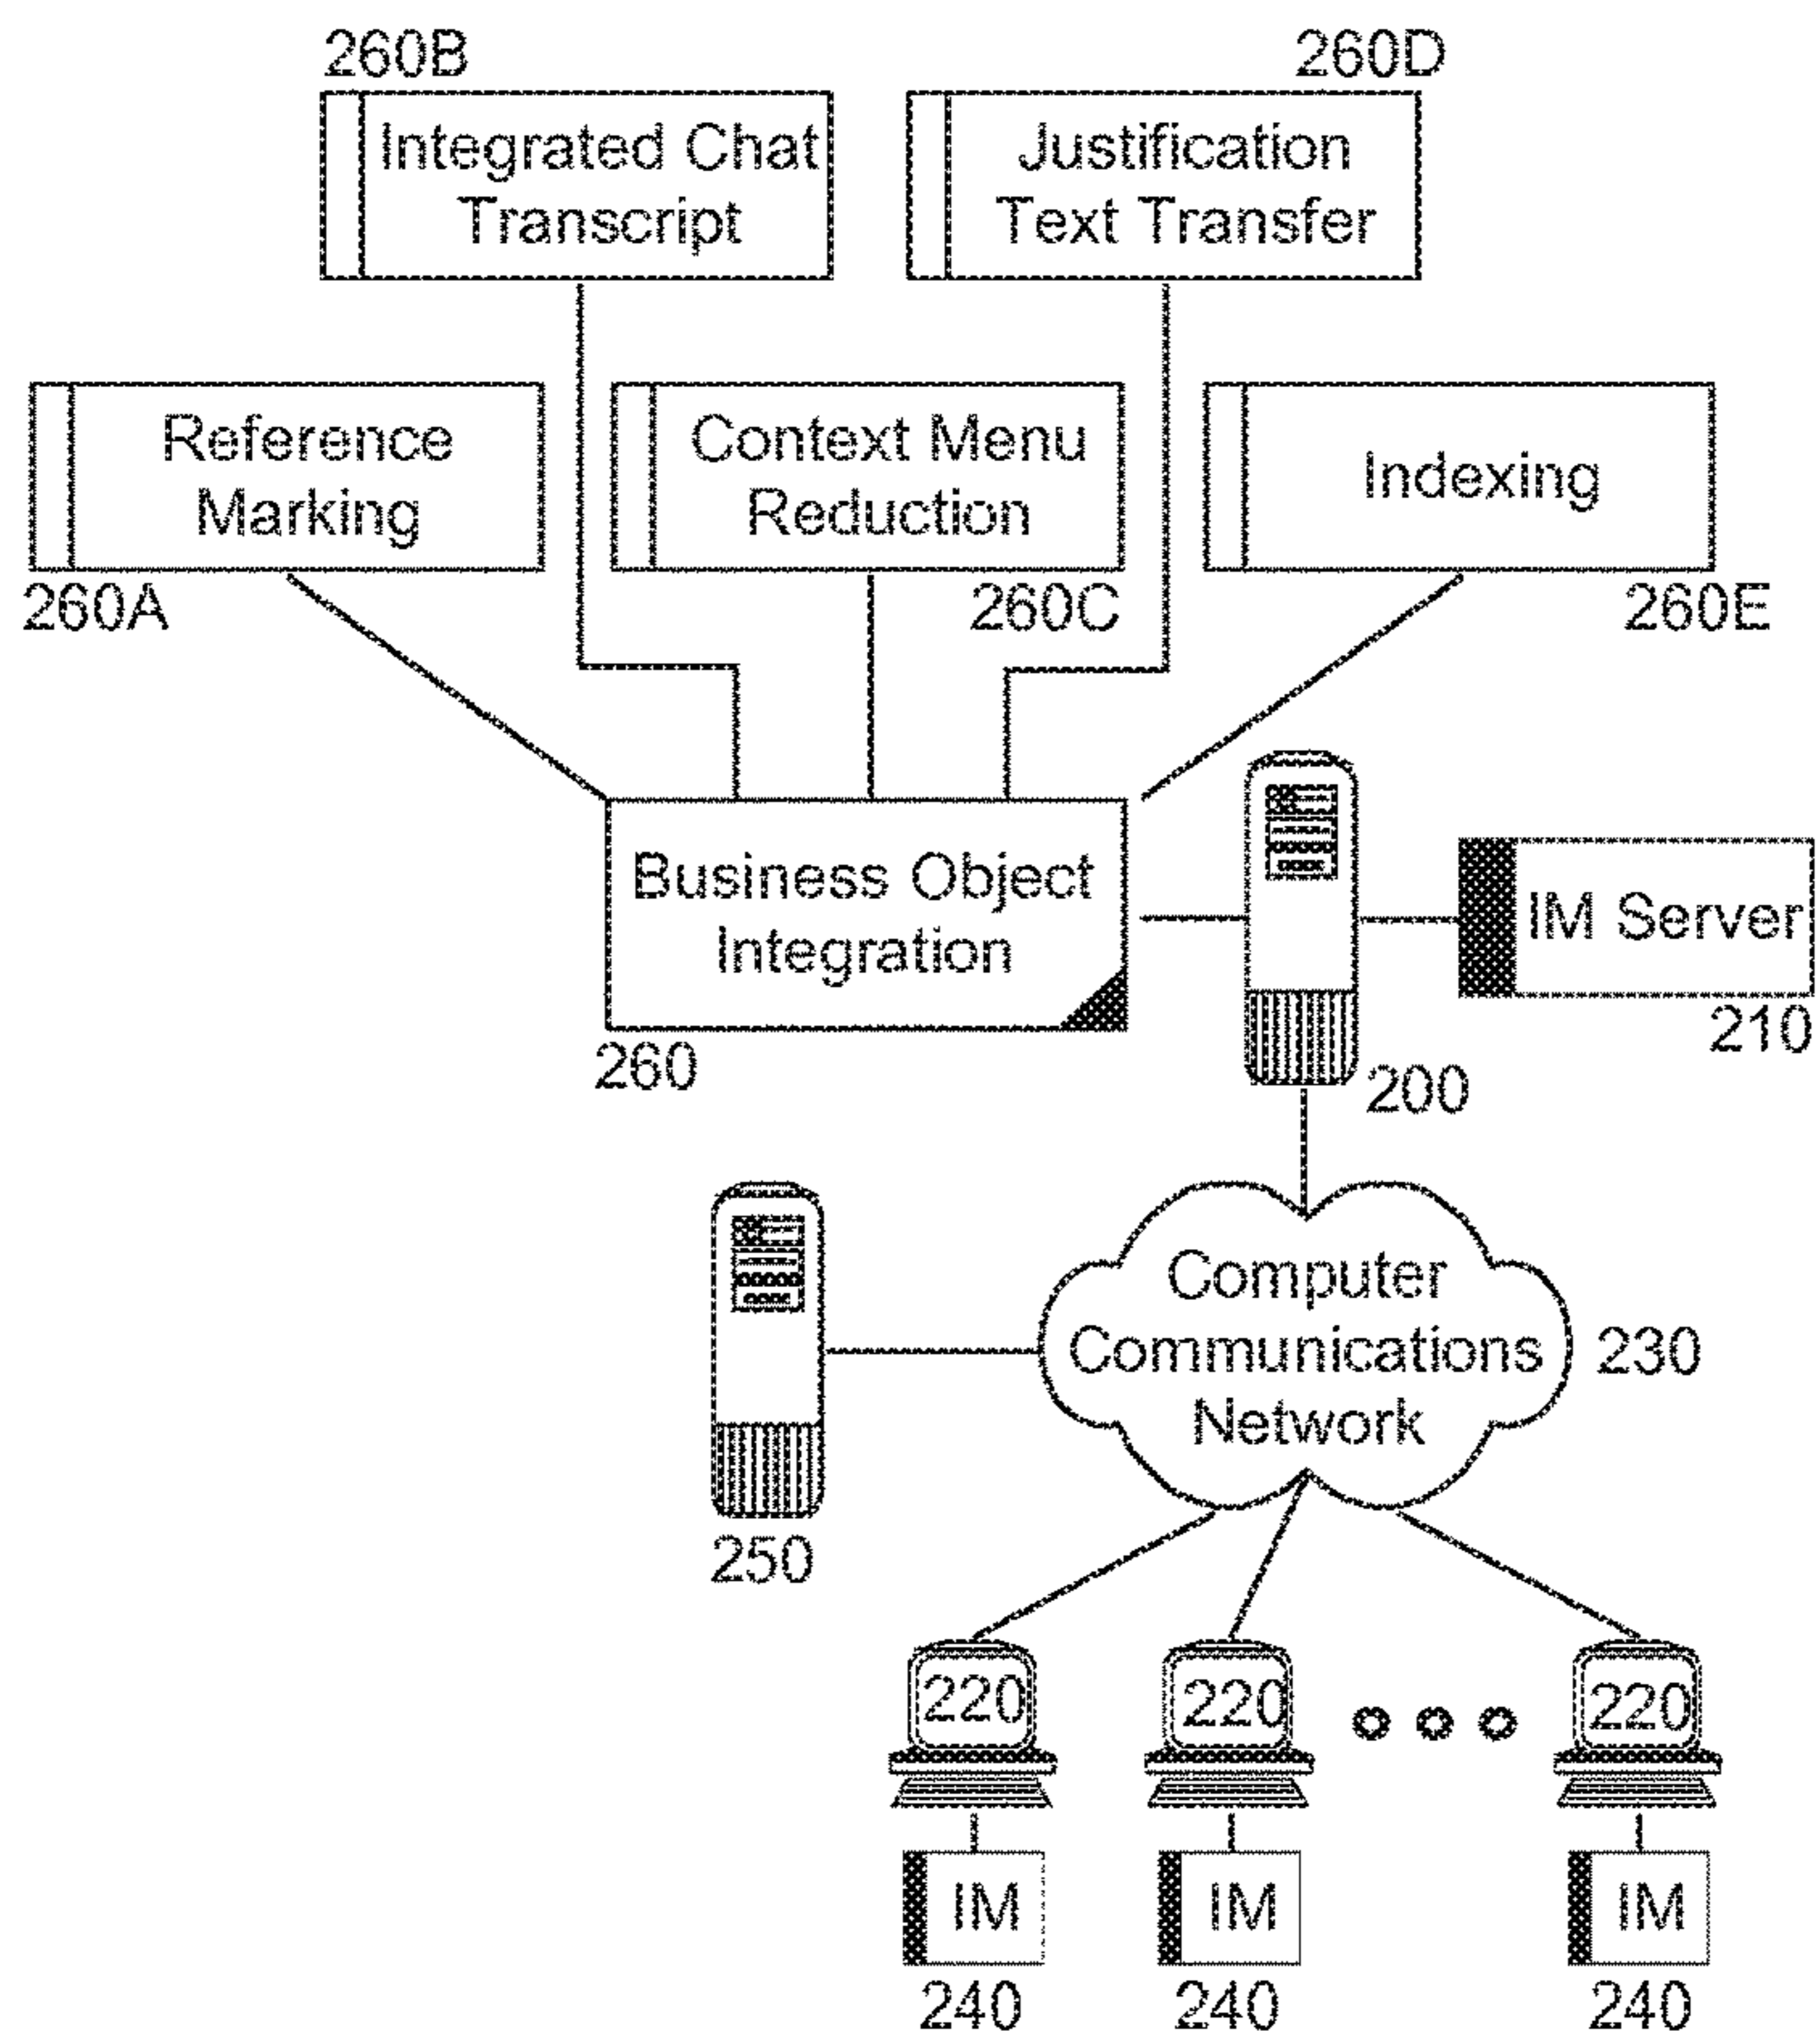 260B
260D
Integrated Chat
Transcript
Justification
Text Transfer
Reference
Marking
Context Menu
Reduction
Indexing
260A
260C
260E
Business Object
Integration
IM Server
260
200
210
Computer
Communications
Network
230
250
220
220
220
IM
IM
IM
240
240
240